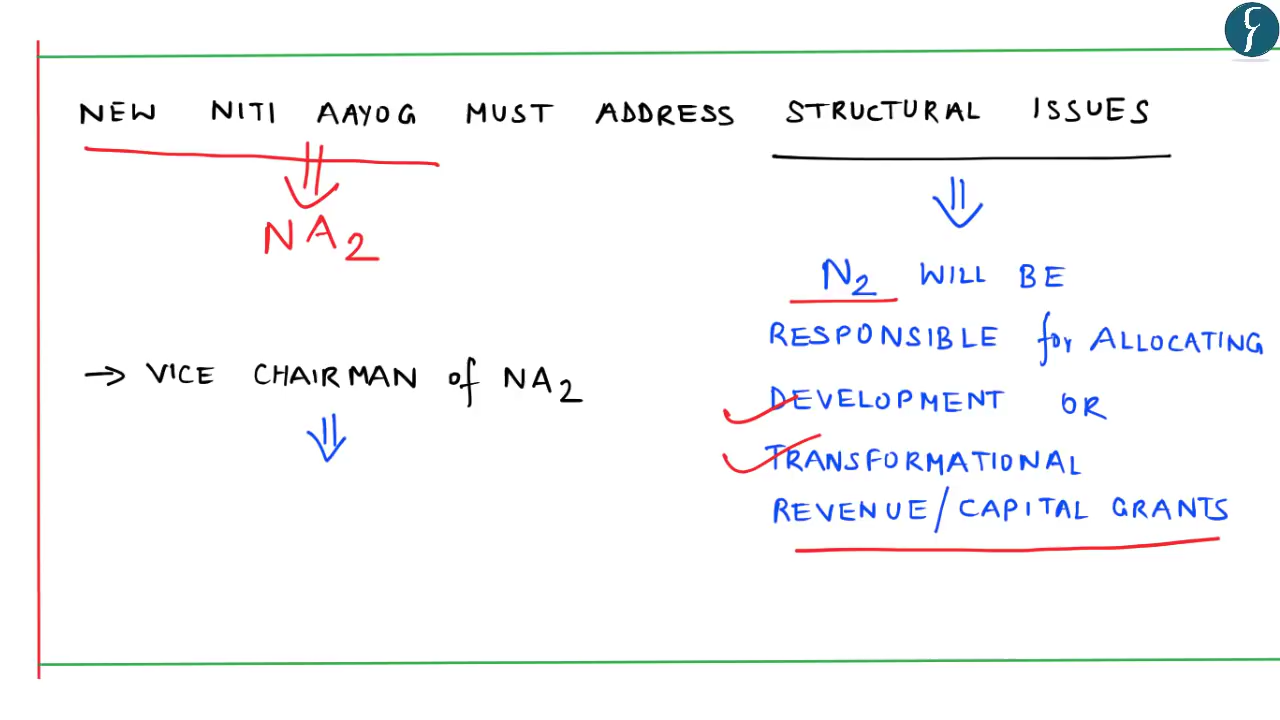 NEW NITI AAYOG MUST ADDRESS STRUCTURAL ISSUES
NA2
→ VICE CHAIRMAN of NA2
N2 WILL BE
RESPONSIBLE for ALLOCATING
DEVELOPMENT OR
TRANSFORMATIONAL
REVENUE/CAPITAL GRANTS